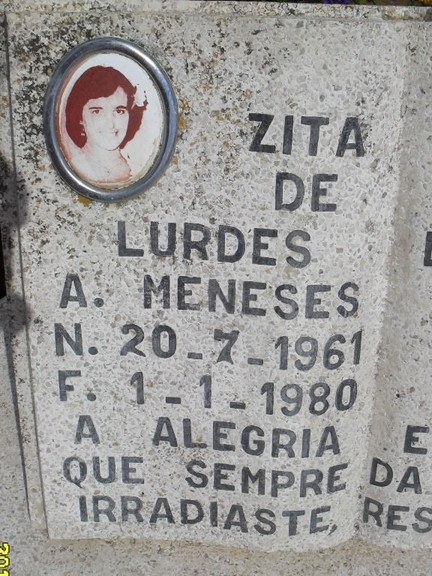 ZITA
DE
LURDES
A. MENESES
N. 20-7-1961
F. 1-1-1980
A ALEGRIA E
QUE SEMPRE DA
IRRADIASTE, RES